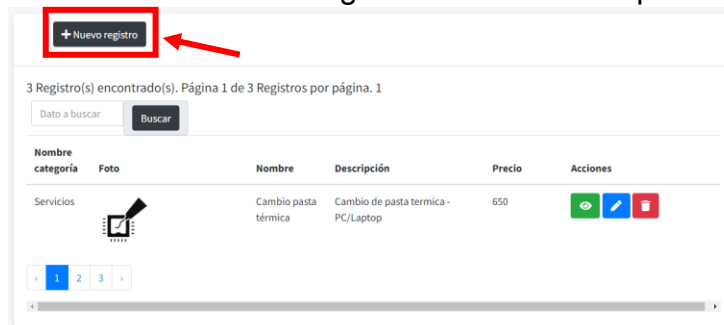 + Nuevo registro
3 Registro(s) encontrado(s). Página 1 de 3 Registros por página. 1
Dato a buscar Buscar
Nombre
categoría Foto Nombre Descripción Precio Acciones
Servicios Cambio pasta Cambio de pasta termica - 650
térmica PC/Laptop
‹ 1 2 3 ›